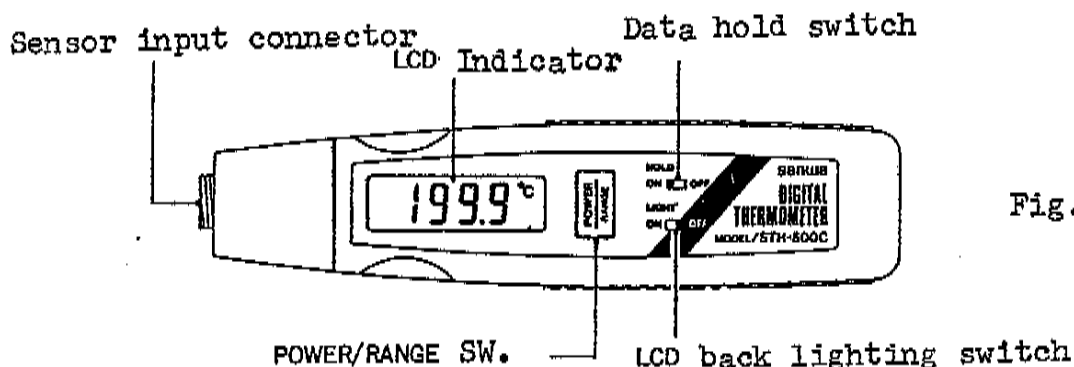 Sensor input connector
LCD Indicator
Data hold switch
199.9 °C
POWER
RANGE
HOLD
ON OFF
LIGHT
ON OFF
sanwa
DIGITAL
THERMOMETER
MODEL/STH-800C
Fig.
POWER/RANGE SW.
LCD back lighting switch